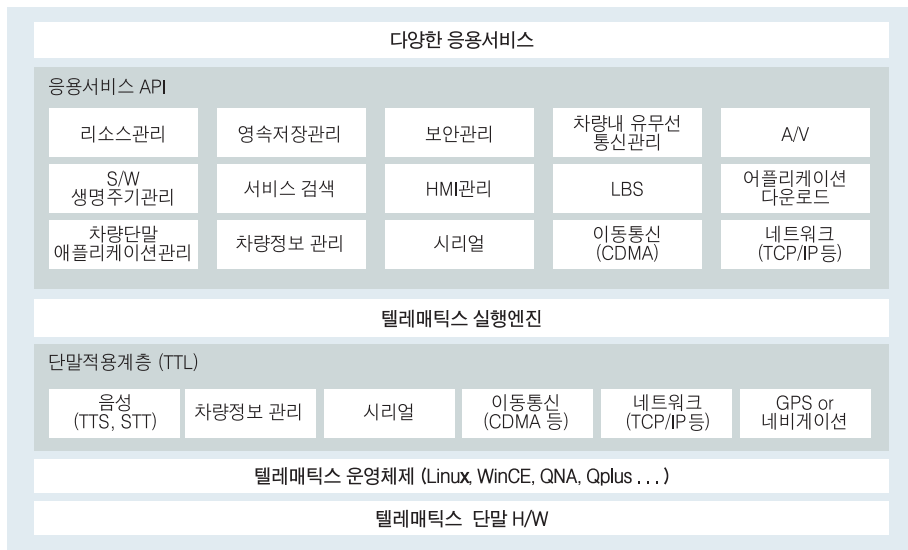 다양한 응용서비스
응용서비스 API
리소스관리
영속저장관리
보안관리
차량내 유무선
통신관리
A/V
S/W
생명주기관리
서비스 검색
HMI관리
LBS
어플리케이션
다운로드
차량단말
애플리케이션관리
차량정보 관리
시리얼
이동통신
(CDMA)
네트워크
(TCP/IP등)
텔레매틱스 실행엔진
단말적용계층 (TTL)
음성
(TTS, STT)
차량정보 관리
시리얼
이동통신
(CDMA 등)
네트워크
(TCP/IP등)
GPS or
네비게이션
텔레매틱스 운영체제 (Linux, WinCE, QNA, Qplus . . . )
텔레매틱스 단말 H/W